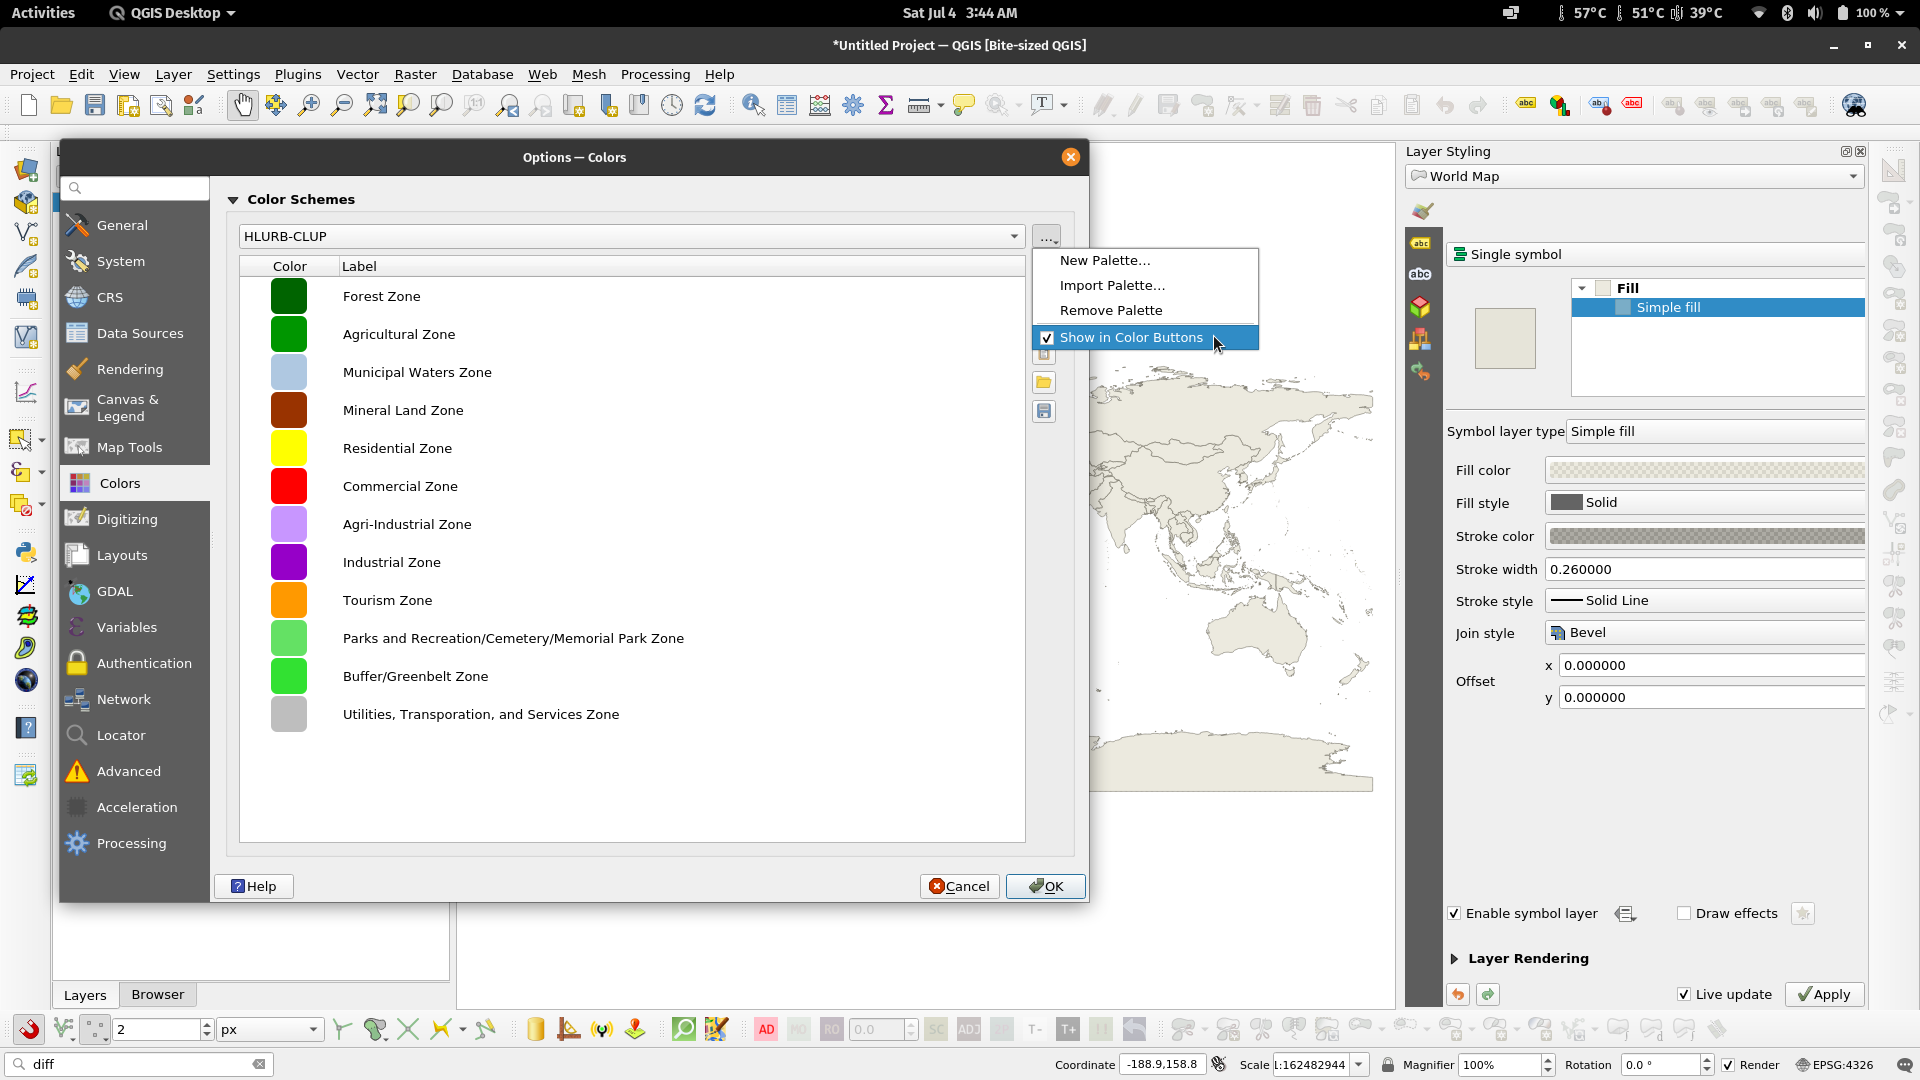 Activities QGIS Desktop Sat Jul 4 3:44 AM 57°C 51°C 39°C 100 %
*Untitled Project — QGIS [Bite-sized QGIS]
Project Edit View Layer Settings Plugins Vector Raster Database Web Mesh Processing Help
Options — Colors
General
System
CRS
Data Sources
Rendering
Canvas & Legend
Map Tools
Colors
Digitizing
Layouts
GDAL
Variables
Authentication
Network
Locator
Advanced
Acceleration
Processing
Color Schemes
HLURB-CLUP
...
Color Label
Forest Zone
Agricultural Zone
Municipal Waters Zone
Mineral Land Zone
Residential Zone
Commercial Zone
Agri-Industrial Zone
Industrial Zone
Tourism Zone
Parks and Recreation/Cemetery/Memorial Park Zone
Buffer/Greenbelt Zone
Utilities, Transporation, and Services Zone
New Palette...
Import Palette...
Remove Palette
Show in Color Buttons
Help Cancel OK
Layer Styling
World Map
Single symbol
Fill
Simple fill
Symbol layer type Simple fill
Fill color
Fill style Solid
Stroke color
Stroke width 0.260000
Stroke style Solid Line
Join style Bevel
Offset
x 0.000000
y 0.000000
Enable symbol layer Draw effects
Layer Rendering
Live update Apply
Layers Browser
2 px AD MO RO 0.0 SC ADJ T- T+
diff Coordinate -188.9,158.8 Scale 1:162482944 Magnifier 100% Rotation 0.0 ° Render EPSG:4326